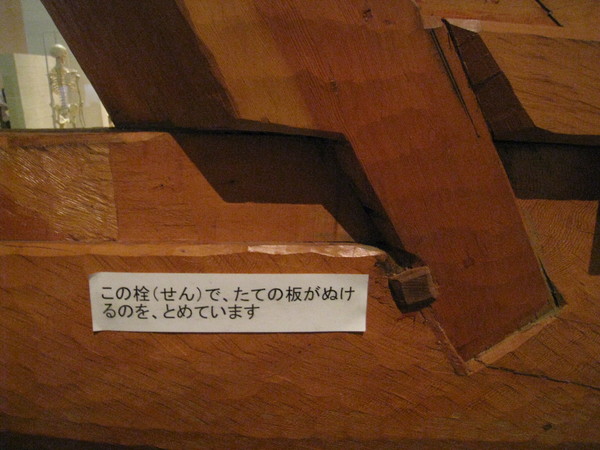 この栓(せん)で、たての板がぬけ
るのを、とめています